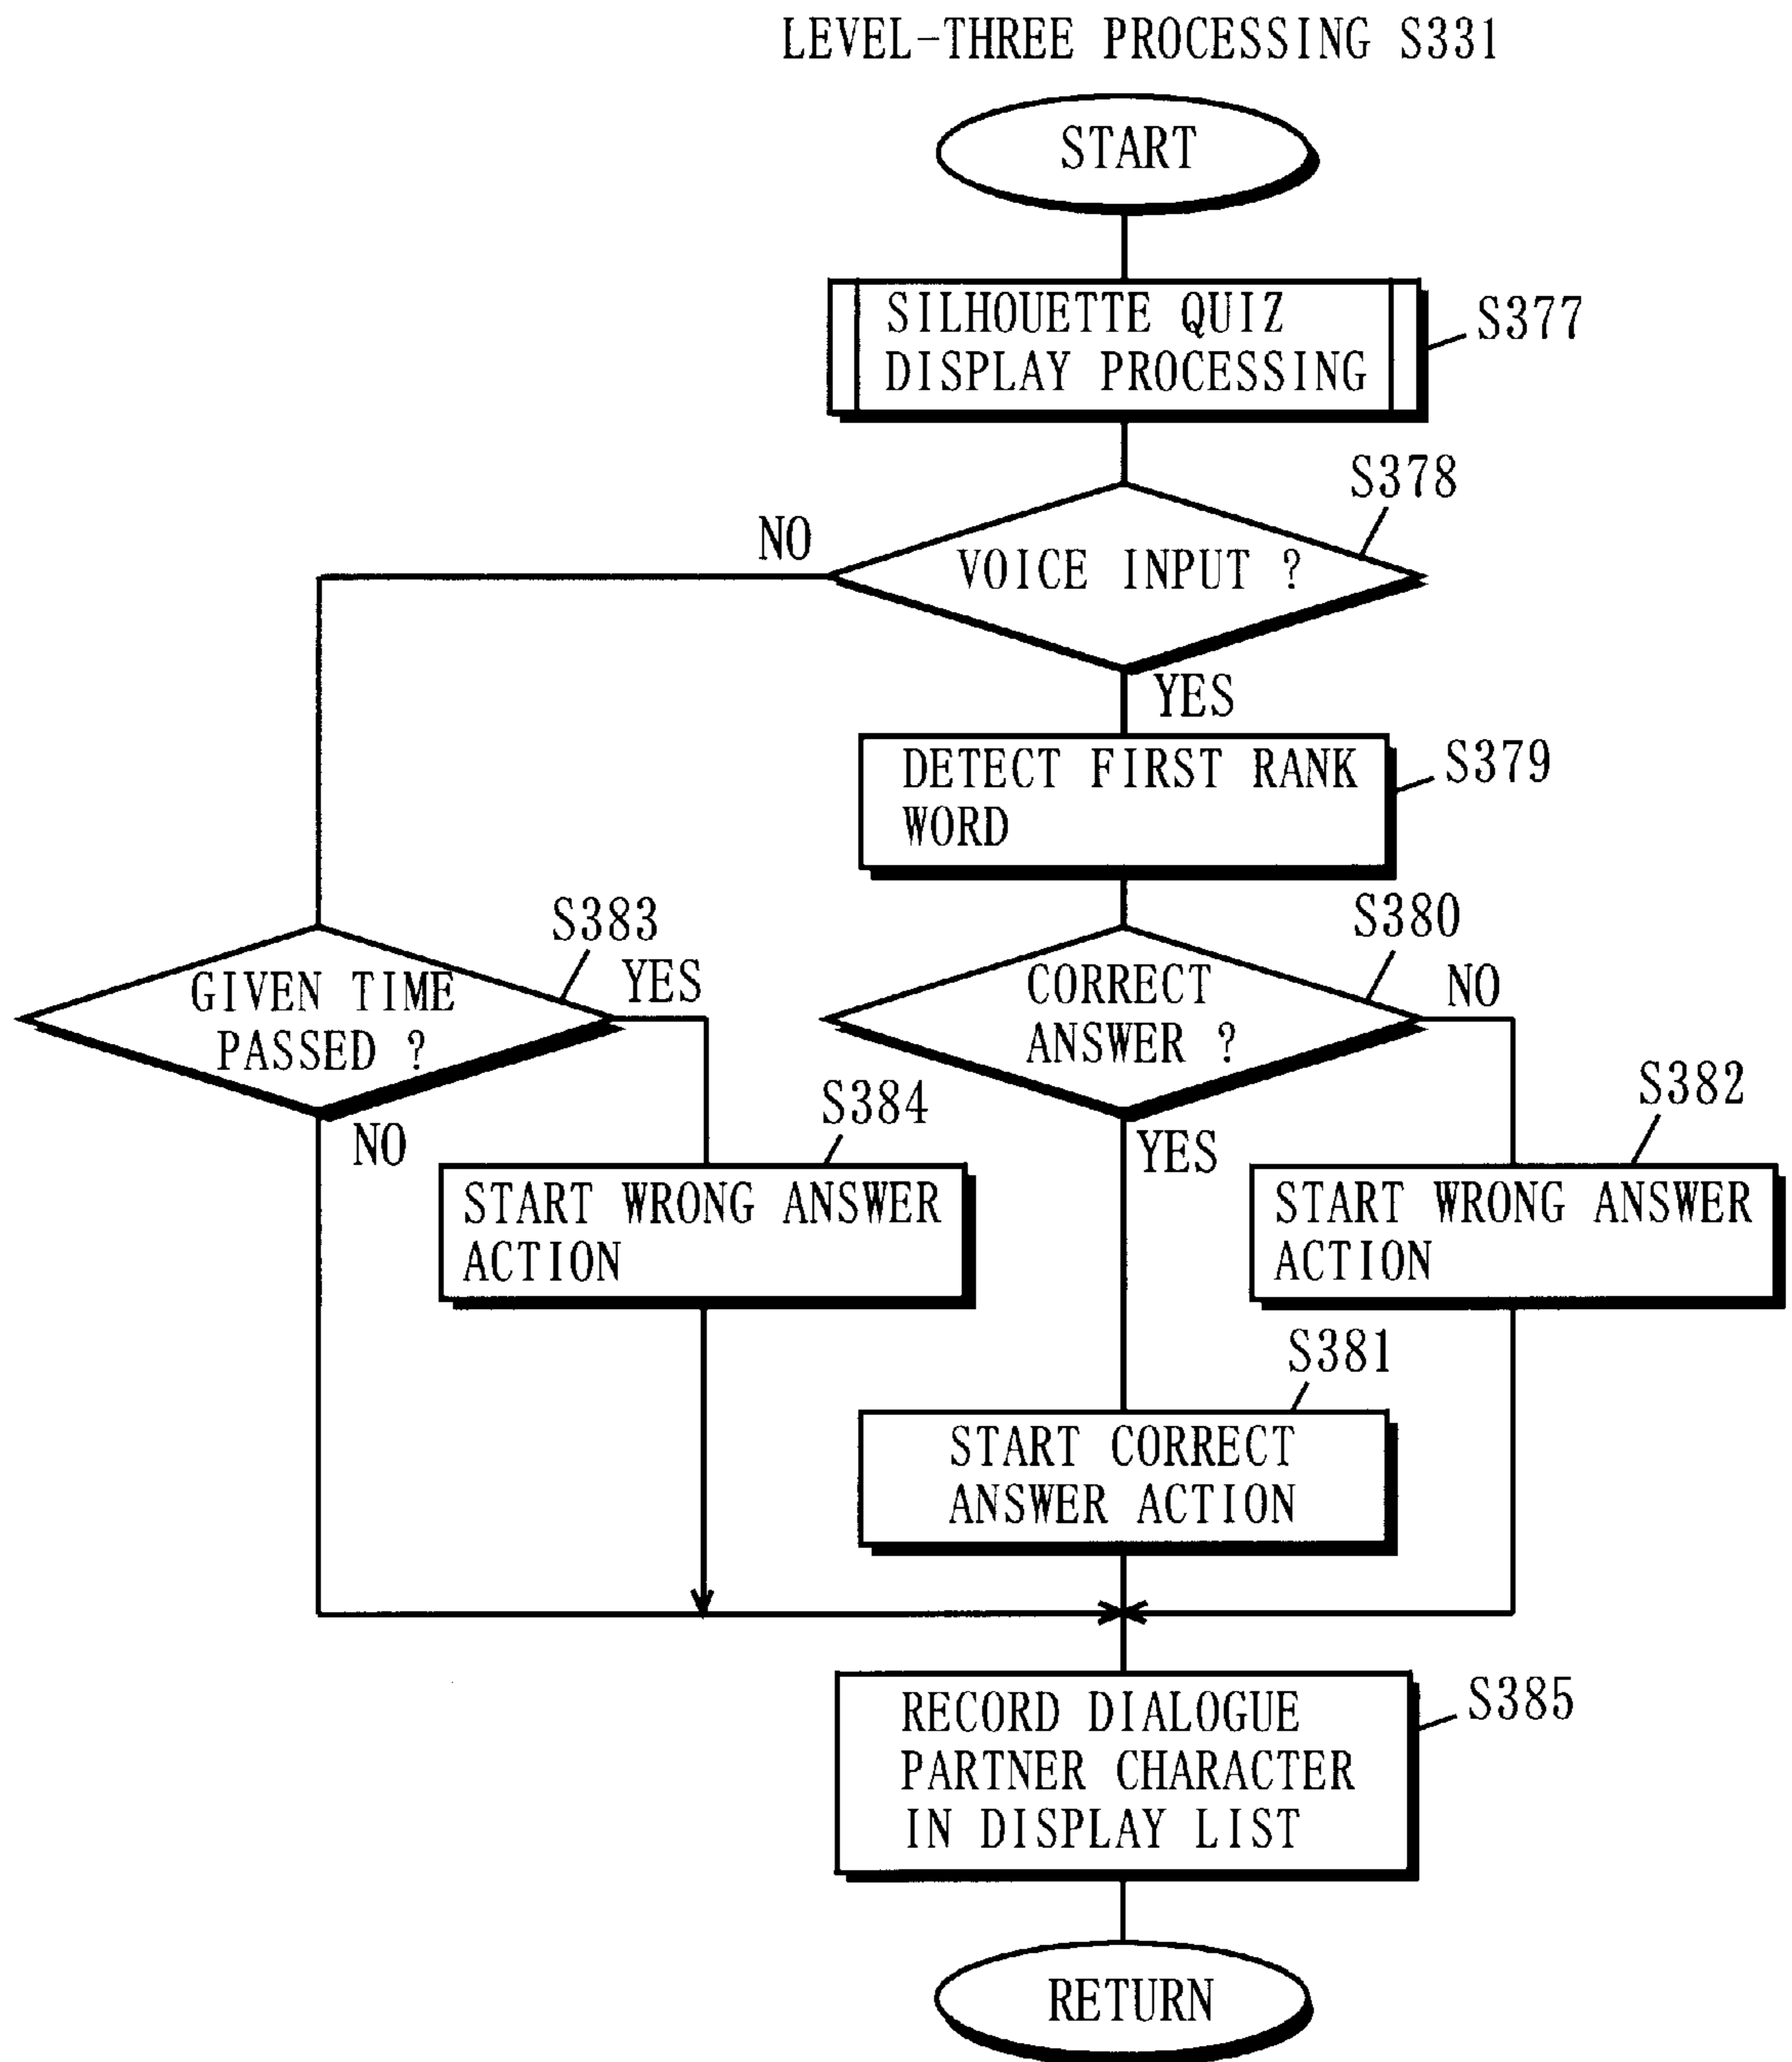 LEVEL-THREE PROCESSING S331
START
SILHOUETTE QUIZ
DISPLAY PROCESSING
S377
S378
NO
VOICE INPUT ?
YES
DETECT FIRST RANK
WORD
S379
S383
GIVEN TIME
PASSED ?
YES
NO
S380
CORRECT
ANSWER ?
NO
YES
S384
START WRONG ANSWER
ACTION
S382
START WRONG ANSWER
ACTION
S381
START CORRECT
ANSWER ACTION
RECORD DIALOGUE
PARTNER CHARACTER
IN DISPLAY LIST
S385
RETURN